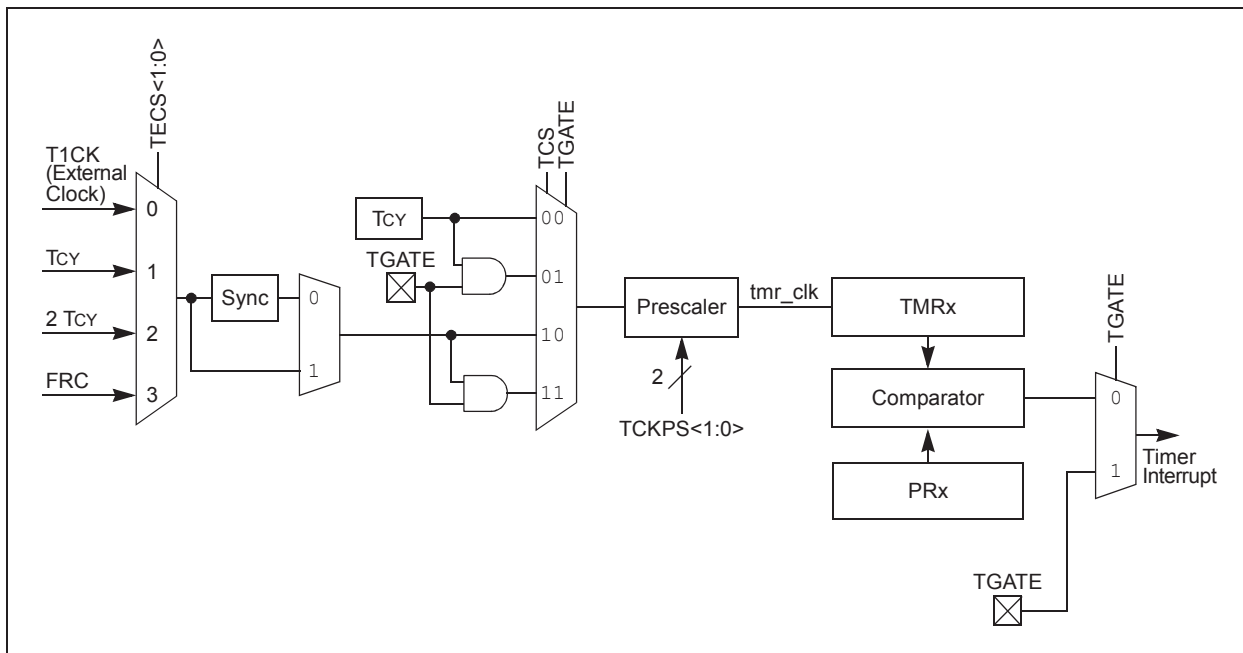 TECS<1:0>
T1CK
(External
Clock)
0
TCY
1
2 TCY
2
FRC
3
Sync
0
1
TCY
TGATE
TCS
TGATE
00
01
10
11
Prescaler
2
TCKPS<1:0>
tmr_clk
TMRx
Comparator
PRx
TGATE
0
1
Timer
Interrupt
TGATE